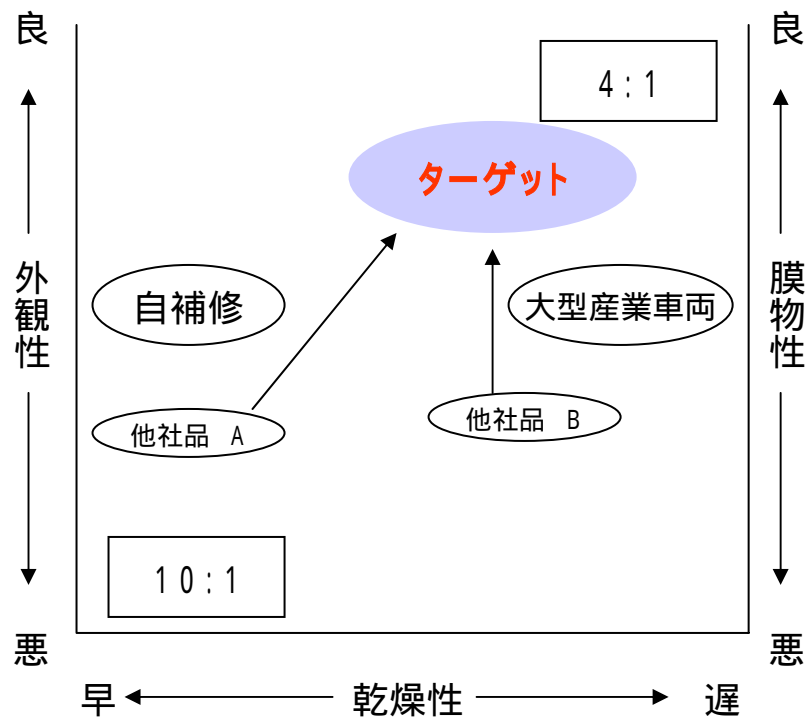 良
良
4:1
ターゲット
外観性
膜物性
自補修
大型産業車両
他社品 A
他社品 B
10:1
悪
悪
早
乾燥性
遅